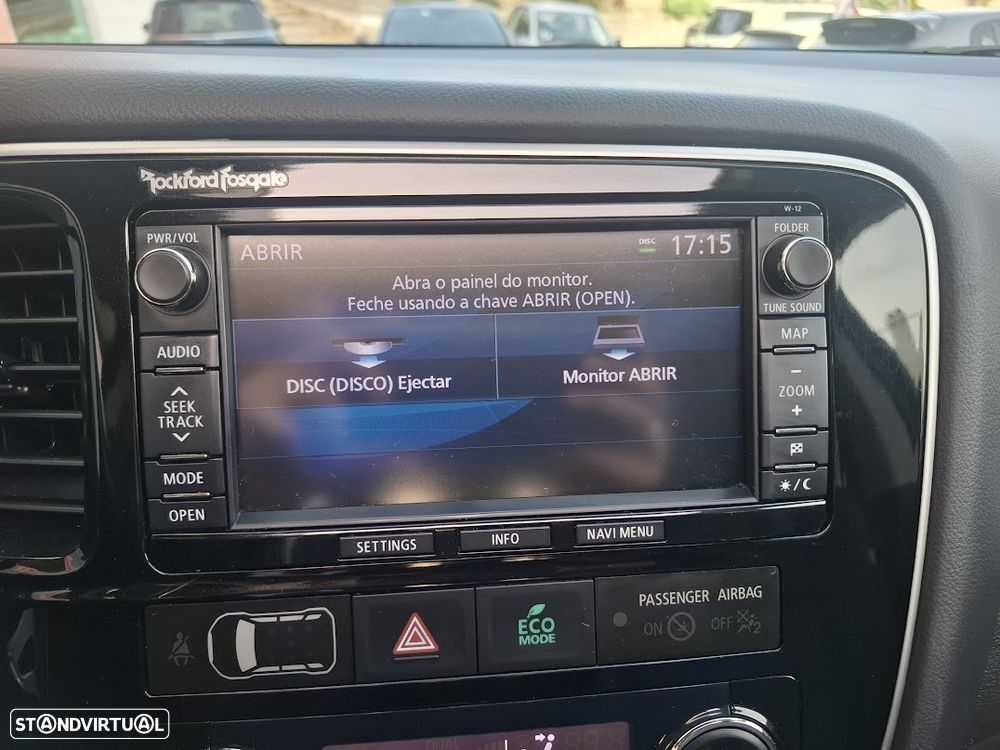 Rockford Fosgate
W-12
PWR/VOL
FOLDER
ABRIR
DISC
17:15
Abra o painel do monitor.
Feche usando a chave ABRIR (OPEN).
TUNE SOUND
AUDIO
MAP
DISC (DISCO) Ejectar
Monitor ABRIR
SEEK
TRACK
−
ZOOM
+
MODE
OPEN
SETTINGS
INFO
NAVI MENU
ECO
MODE
PASSENGER AIRBAG
ON
OFF
2
STANDVIRTUAL